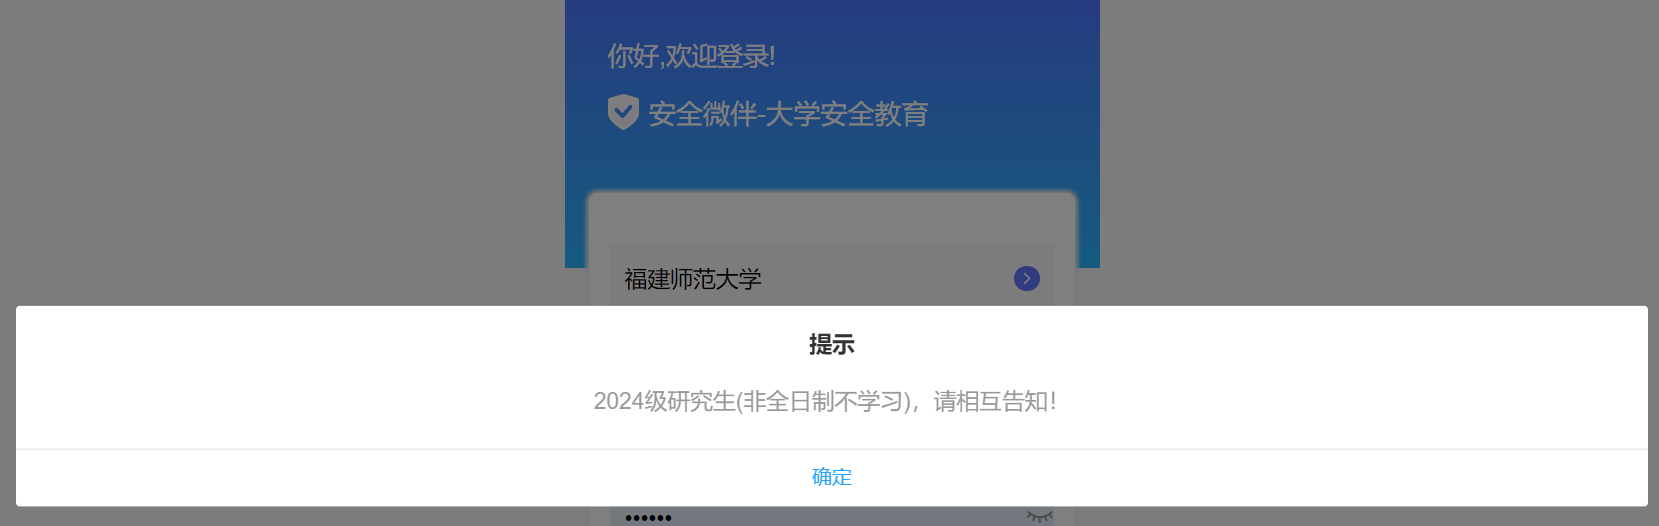 你好,欢迎登录!
安全微伴-大学安全教育
福建师范大学
提示
2024级研究生(非全日制不学习)，请相互告知！
确定
••••••